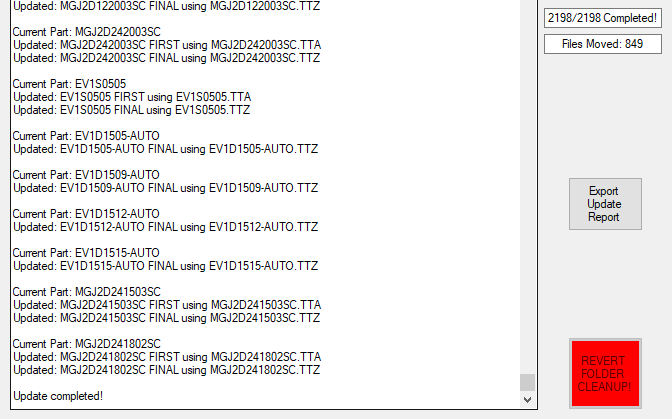 Updated: MGJ2D122003SC FINAL using MGJ2D122003SC.TTZ
Current Part: MGJ2D242003SC
Updated: MGJ2D242003SC FIRST using MGJ2D242003SC.TTA
Updated: MGJ2D242003SC FINAL using MGJ2D242003SC.TTZ
Current Part: EV1S0505
Updated: EV1S0505 FIRST using EV1S0505.TTA
Updated: EV1S0505 FINAL using EV1S0505.TTZ
Current Part: EV1D1505-AUTO
Updated: EV1D1505-AUTO FINAL using EV1D1505-AUTO.TTZ
Current Part: EV1D1509-AUTO
Updated: EV1D1509-AUTO FINAL using EV1D1509-AUTO.TTZ
Current Part: EV1D1512-AUTO
Updated: EV1D1512-AUTO FINAL using EV1D1512-AUTO.TTZ
Current Part: EV1D1515-AUTO
Updated: EV1D1515-AUTO FINAL using EV1D1515-AUTO.TTZ
Current Part: MGJ2D241503SC
Updated: MGJ2D241503SC FIRST using MGJ2D241503SC.TTA
Updated: MGJ2D241503SC FINAL using MGJ2D241503SC.TTZ
Current Part: MGJ2D241802SC
Updated: MGJ2D241802SC FIRST using MGJ2D241802SC.TTA
Updated: MGJ2D241802SC FINAL using MGJ2D241802SC.TTZ
Update completed!
2198/2198 Completed!
Files Moved: 849
Export
Update
Report
REVERT
FOLDER
CLEANUP!